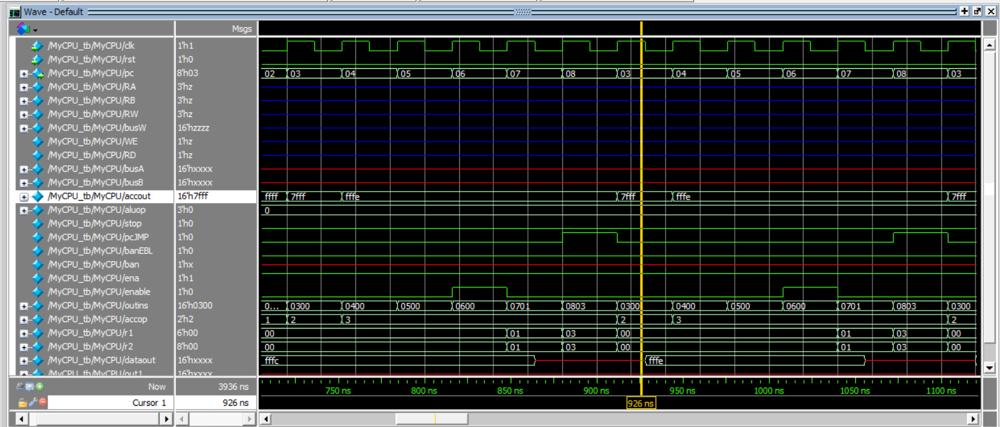 Wave - Default
Msgs
/MyCPU_tb/MyCPU/clk 1'h1
/MyCPU_tb/MyCPU/rst 1'h0
/MyCPU_tb/MyCPU/pc 8'h03 02 03 04 05 06 07 08 03 04 05 06 07 08 03
/MyCPU_tb/MyCPU/RA 3'hz
/MyCPU_tb/MyCPU/RB 3'hz
/MyCPU_tb/MyCPU/RW 3'hz
/MyCPU_tb/MyCPU/busW 16'hzzzz
/MyCPU_tb/MyCPU/WE 1'hz
/MyCPU_tb/MyCPU/RD 1'hz
/MyCPU_tb/MyCPU/busA 16'hxxxx
/MyCPU_tb/MyCPU/busB 16'hxxxx
/MyCPU_tb/MyCPU/accout 16'h7fff ffff 7fff fffe 7fff fffe 7fff
/MyCPU_tb/MyCPU/aluop 3'h0 0
/MyCPU_tb/MyCPU/stop 1'h0
/MyCPU_tb/MyCPU/pcJMP 1'h0
/MyCPU_tb/MyCPU/banEBL 1'h0
/MyCPU_tb/MyCPU/ban 1'hx
/MyCPU_tb/MyCPU/ena 1'h1
/MyCPU_tb/MyCPU/enable 1'h0
/MyCPU_tb/MyCPU/outins 16'h0300 0... 0300 0400 0500 0600 0701 0803 0300 0400 0500 0600 0701 0803 0300
/MyCPU_tb/MyCPU/accop 2'h2 1 2 3 2 3 2
/MyCPU_tb/MyCPU/r1 6'h00 00 01 03 00 01 03 00
/MyCPU_tb/MyCPU/r2 8'h00 00 01 03 00 01 03 00
/MyCPU_tb/MyCPU/dataout 16'hxxxx fffc fffe
/MyCPU_tb/MyCPU/out1 16'hxxxx
Now 3936 ns 750 ns 800 ns 850 ns 900 ns 950 ns 1000 ns 1050 ns 1100 ns
Cursor 1 926 ns 926 ns